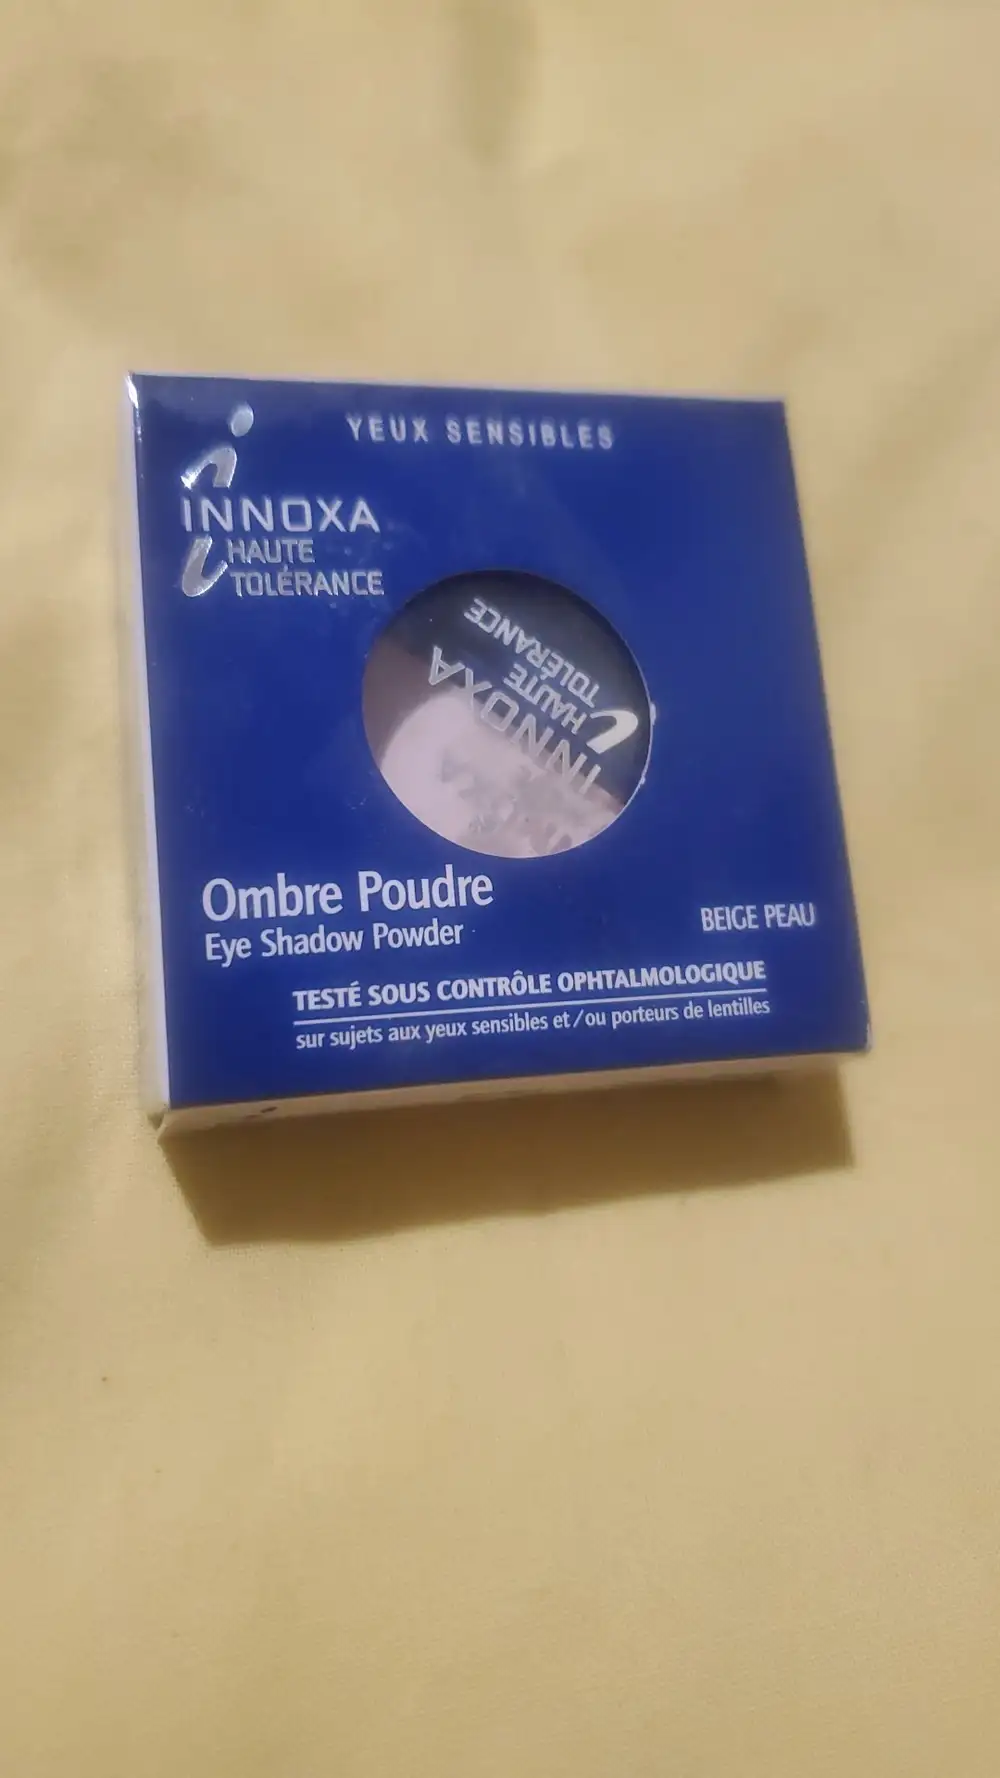 YEUX SENSIBLES
INNOXA
HAUTE
TOLÉRANCE
INNOXA
HAUTE
TOLÉRANCE
Ombre Poudre
Eye Shadow Powder
BEIGE PEAU
TESTÉ SOUS CONTRÔLE OPHTALMOLOGIQUE
sur sujets aux yeux sensibles et/ou porteurs de lentilles